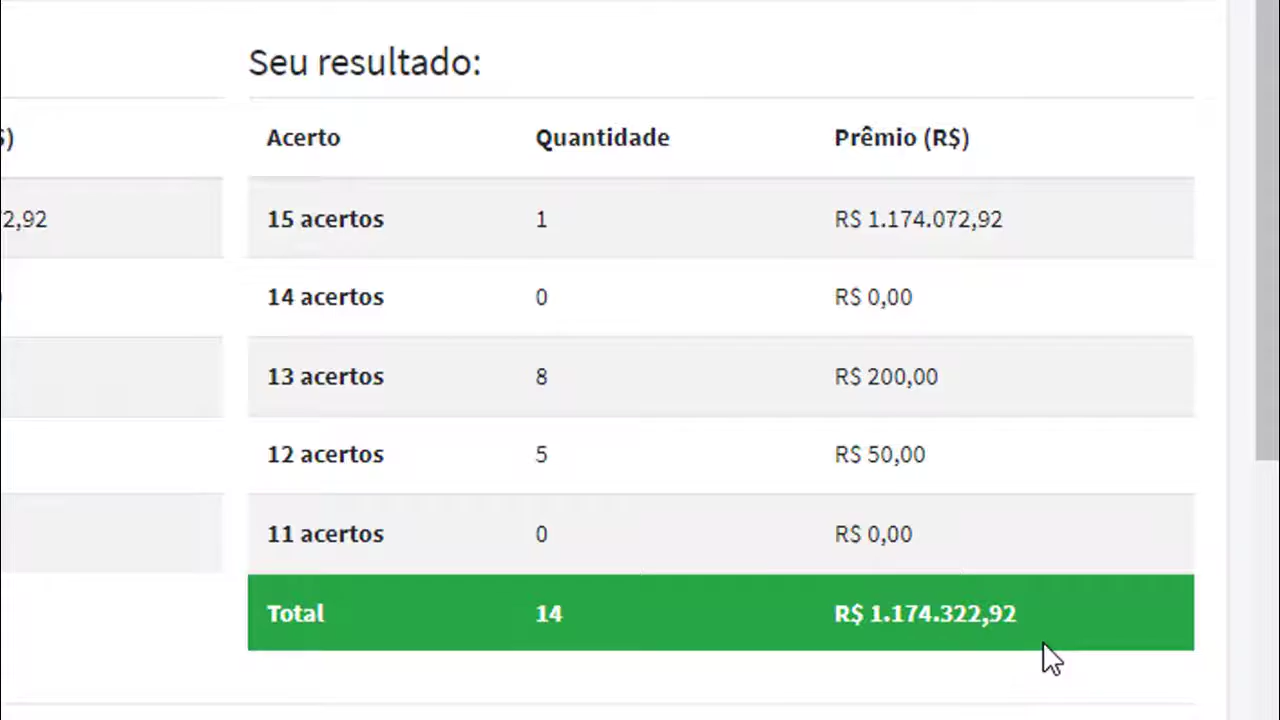 Seu resultado:
) Acerto Quantidade Prêmio (R$)
2,92 15 acertos 1 R$ 1.174.072,92
14 acertos 0 R$ 0,00
13 acertos 8 R$ 200,00
12 acertos 5 R$ 50,00
11 acertos 0 R$ 0,00
Total 14 R$ 1.174.322,92